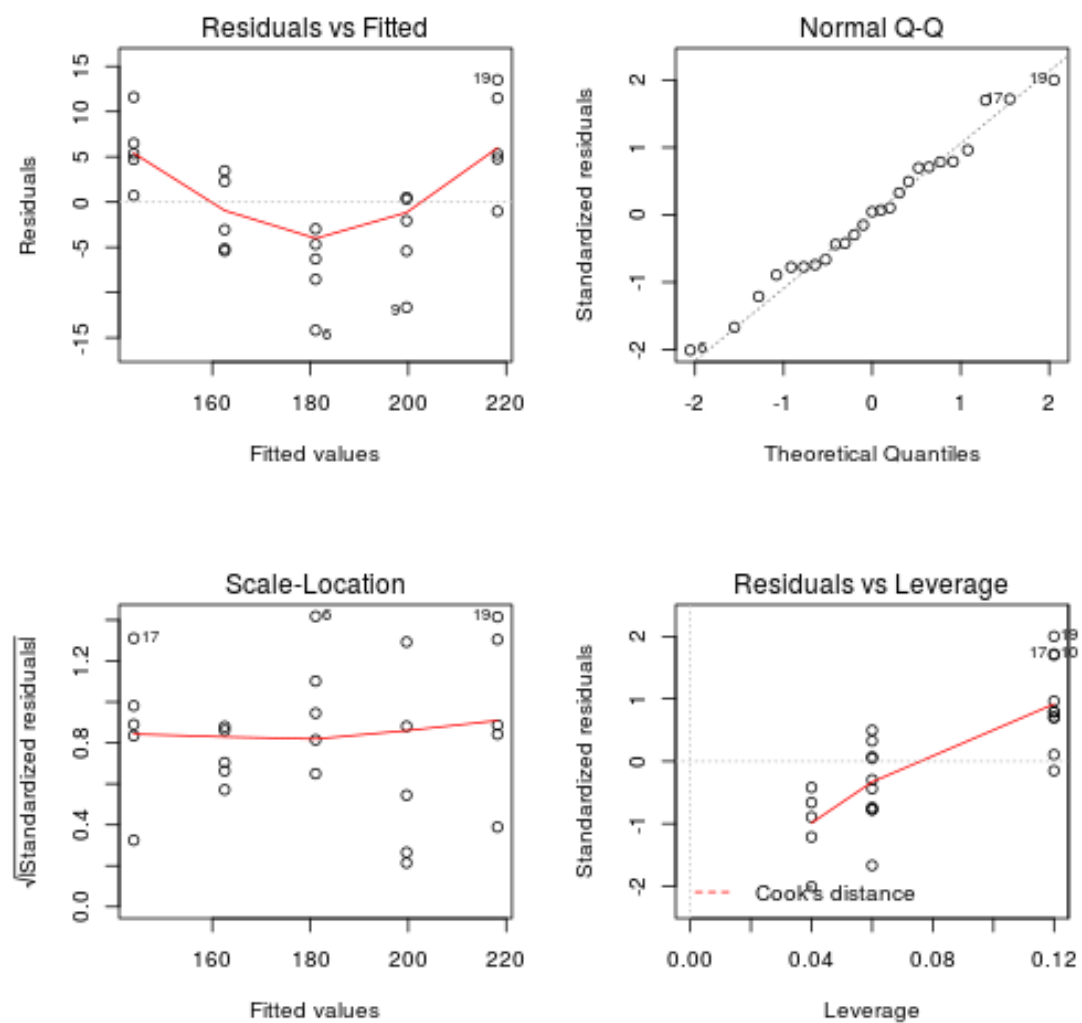 Residuals vs Fitted
Residuals
15
10
5
0
-5
-15
19
9
6
160 180 200 220
Fitted values
Normal Q-Q
Standardized residuals
2
1
0
-1
-2
19
17
6
-2 -1 0 1 2
Theoretical Quantiles
Scale-Location
√|Standardized residuals|
1.2
0.8
0.4
0.0
17
6
19
160 180 200 220
Fitted values
Residuals vs Leverage
Standardized residuals
2
1
0
-1
-2
19
17 10
Cook's distance
0.00 0.04 0.08 0.12
Leverage